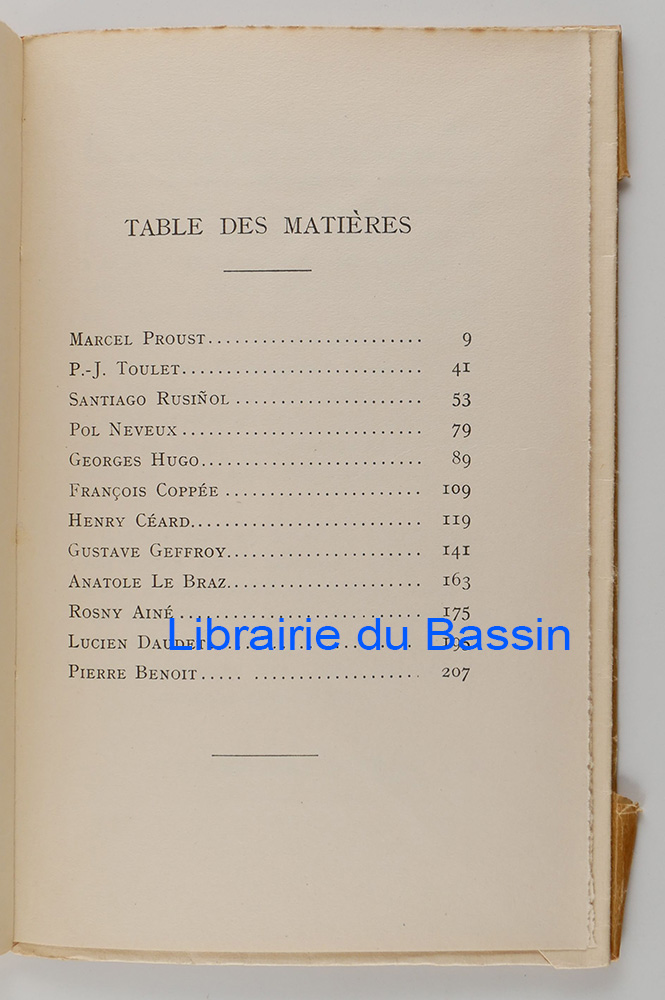 TABLE DES MATIÈRES
MARCEL PROUST........................ 9
P.-J. TOULET........................... 41
SANTIAGO RUSIÑOL ..................... 53
POL NEVEUX ........................... 79
GEORGES HUGO......................... 89
FRANÇOIS COPPÉE ...................... 109
HENRY CÉARD.......................... 119
GUSTAVE GEFFROY...................... 141
ANATOLE LE BRAZ...................... 163
ROSNY AINÉ ........................... 175
LUCIEN DAUDET....................... 195
Librairie du Bassin
PIERRE BENOIT ..... ................... 207